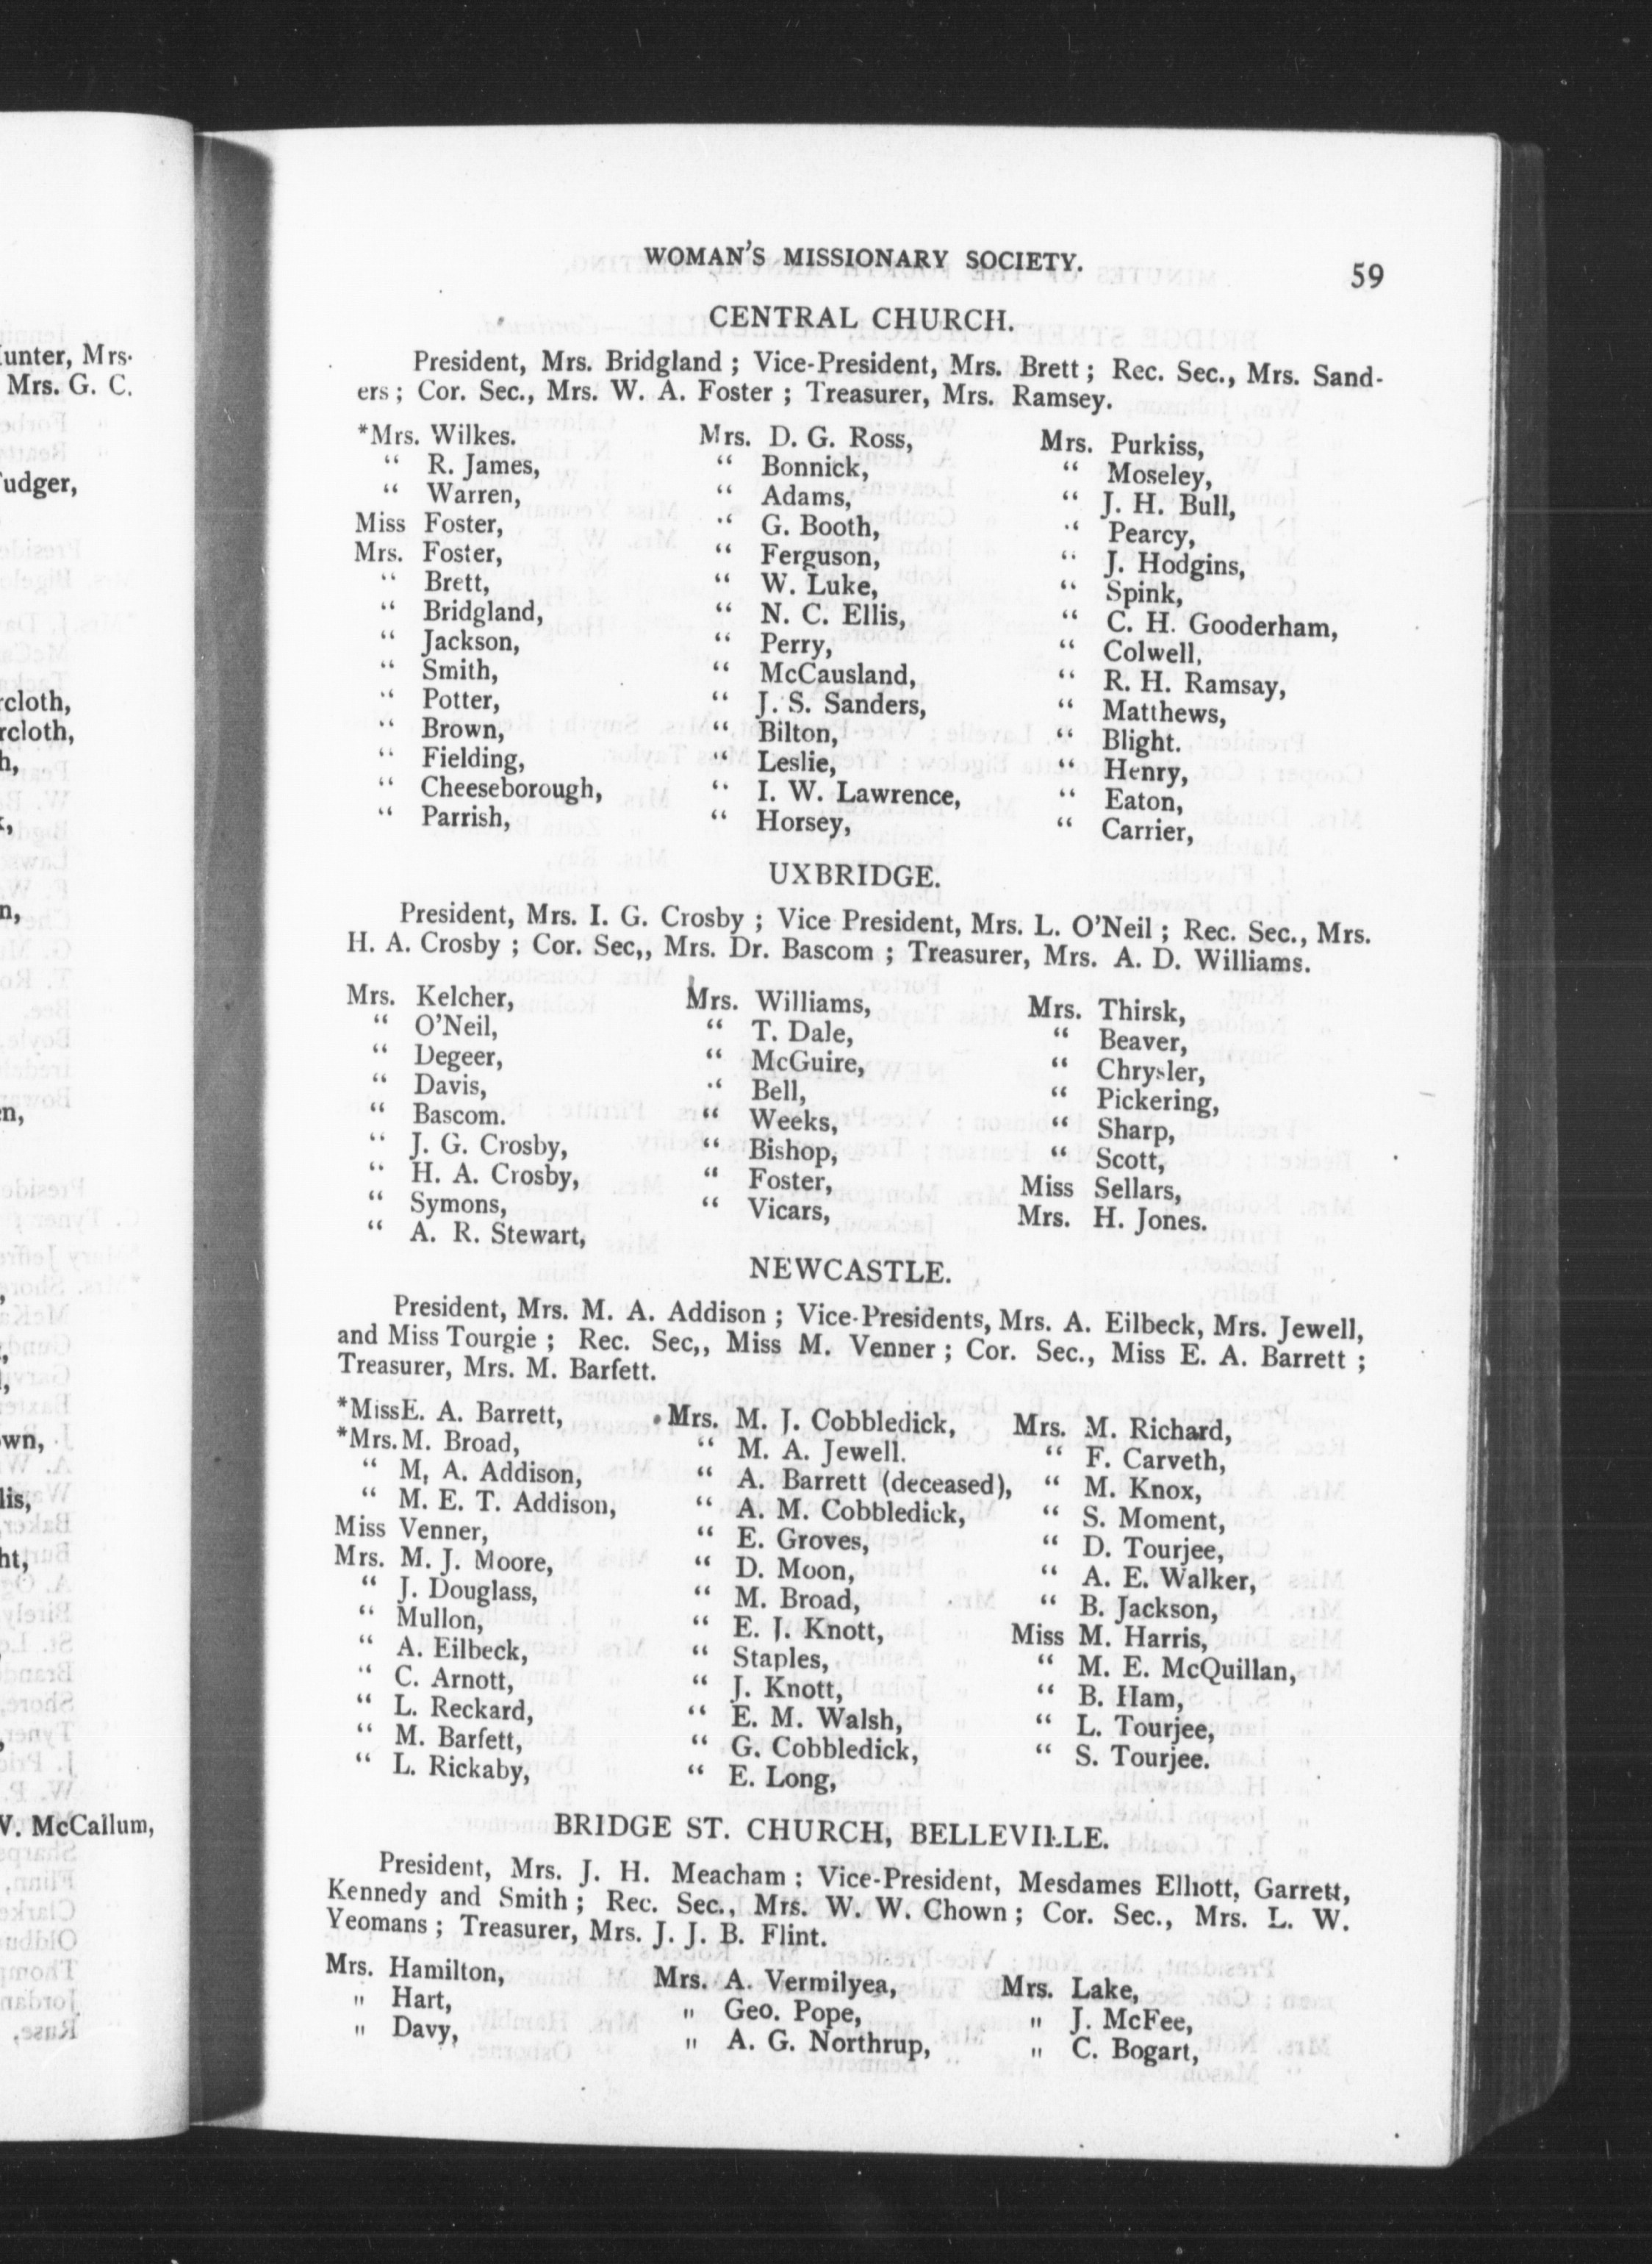 WOMAN'S MISSIONARY SOCIETY. 59
CENTRAL CHURCH.
President, Mrs. Bridgland ; Vice-President, Mrs. Brett ; Rec. Sec., Mrs. Sand-
ers ; Cor. Sec., Mrs. W. A. Foster ; Treasurer, Mrs. Ramsey.
*Mrs. Wilkes. Mrs. D. G. Ross, Mrs. Purkiss,
“ R. James, “ Bonnick, “ Moseley,
“ Warren, “ Adams, “ J. H. Bull,
Miss Foster, “ G. Booth, “ Pearcy,
Mrs. Foster, “ Ferguson, “ J. Hodgins,
“ Brett, “ W. Luke, “ Spink,
“ Bridgland, “ N. C. Ellis, “ C. H. Gooderham,
“ Jackson, “ Perry, “ Colwell,
“ Smith, “ McCausland, “ R. H. Ramsay,
“ Potter, “ J. S. Sanders, “ Matthews,
“ Brown, “ Bilton, “ Blight.
“ Fielding, “ Leslie, “ Henry,
“ Cheeseborough, “ I. W. Lawrence, “ Eaton,
“ Parrish, “ Horsey, “ Carrier,
UXBRIDGE.
President, Mrs. I. G. Crosby ; Vice President, Mrs. L. O'Neil ; Rec. Sec., Mrs.
H. A. Crosby ; Cor. Sec,, Mrs. Dr. Bascom ; Treasurer, Mrs. A. D. Williams.
Mrs. Kelcher, Mrs. Williams, Mrs. Thirsk,
“ O'Neil, “ T. Dale, “ Beaver,
“ Degeer, “ McGuire, “ Chrysler,
“ Davis, “ Bell, “ Pickering,
“ Bascom. “ Weeks, “ Sharp,
“ J. G. Crosby, “ Bishop, “ Scott,
“ H. A. Crosby, “ Foster, Miss Sellars,
“ Symons, “ Vicars, Mrs. H. Jones.
“ A. R. Stewart,
NEWCASTLE.
President, Mrs. M. A. Addison ; Vice-Presidents, Mrs. A. Eilbeck, Mrs. Jewell,
and Miss Tourgie ; Rec. Sec,, Miss M. Venner ; Cor. Sec., Miss E. A. Barrett ;
Treasurer, Mrs. M. Barfett.
*Miss E. A. Barrett, Mrs. M. J. Cobbledick, Mrs. M. Richard,
*Mrs. M. Broad, “ M. A. Jewell. “ F. Carveth,
“ M, A. Addison, “ A. Barrett (deceased), “ M. Knox,
“ M. E. T. Addison, “ A. M. Cobbledick, “ S. Moment,
Miss Venner, “ E. Groves, “ D. Tourjee,
Mrs. M. J. Moore, “ D. Moon, “ A. E. Walker,
“ J. Douglass, “ M. Broad, “ B. Jackson,
“ Mullon, “ E. J. Knott, Miss M. Harris,
“ A. Eilbeck, “ Staples, “ M. E. McQuillan,
“ C. Arnott, “ J. Knott, “ B. Ham,
“ L. Reckard, “ E. M. Walsh, “ L. Tourjee,
“ M. Barfett, “ G. Cobbledick, “ S. Tourjee.
“ L. Rickaby, “ E. Long,
BRIDGE ST. CHURCH, BELLEVILLE.
President, Mrs. J. H. Meacham ; Vice-President, Mesdames Elliott, Garrett,
Kennedy and Smith ; Rec. Sec., Mrs. W. W. Chown ; Cor. Sec., Mrs. L. W.
Yeomans ; Treasurer, Mrs. J. J. B. Flint.
Mrs. Hamilton, Mrs. A. Vermilyea, Mrs. Lake,
" Hart, " Geo. Pope, " J. McFee,
" Davy, " A. G. Northrup, " C. Bogart,